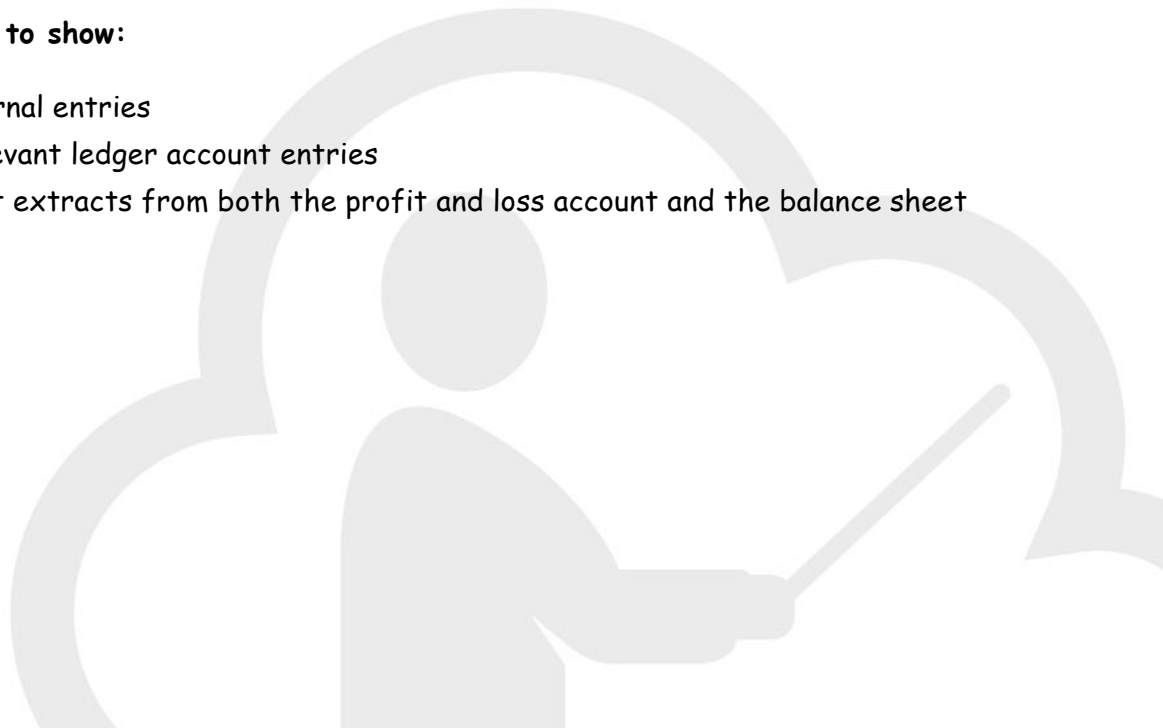 to show:
rnal entries
evant ledger account entries
t extracts from both the profit and loss account and the balance sheet